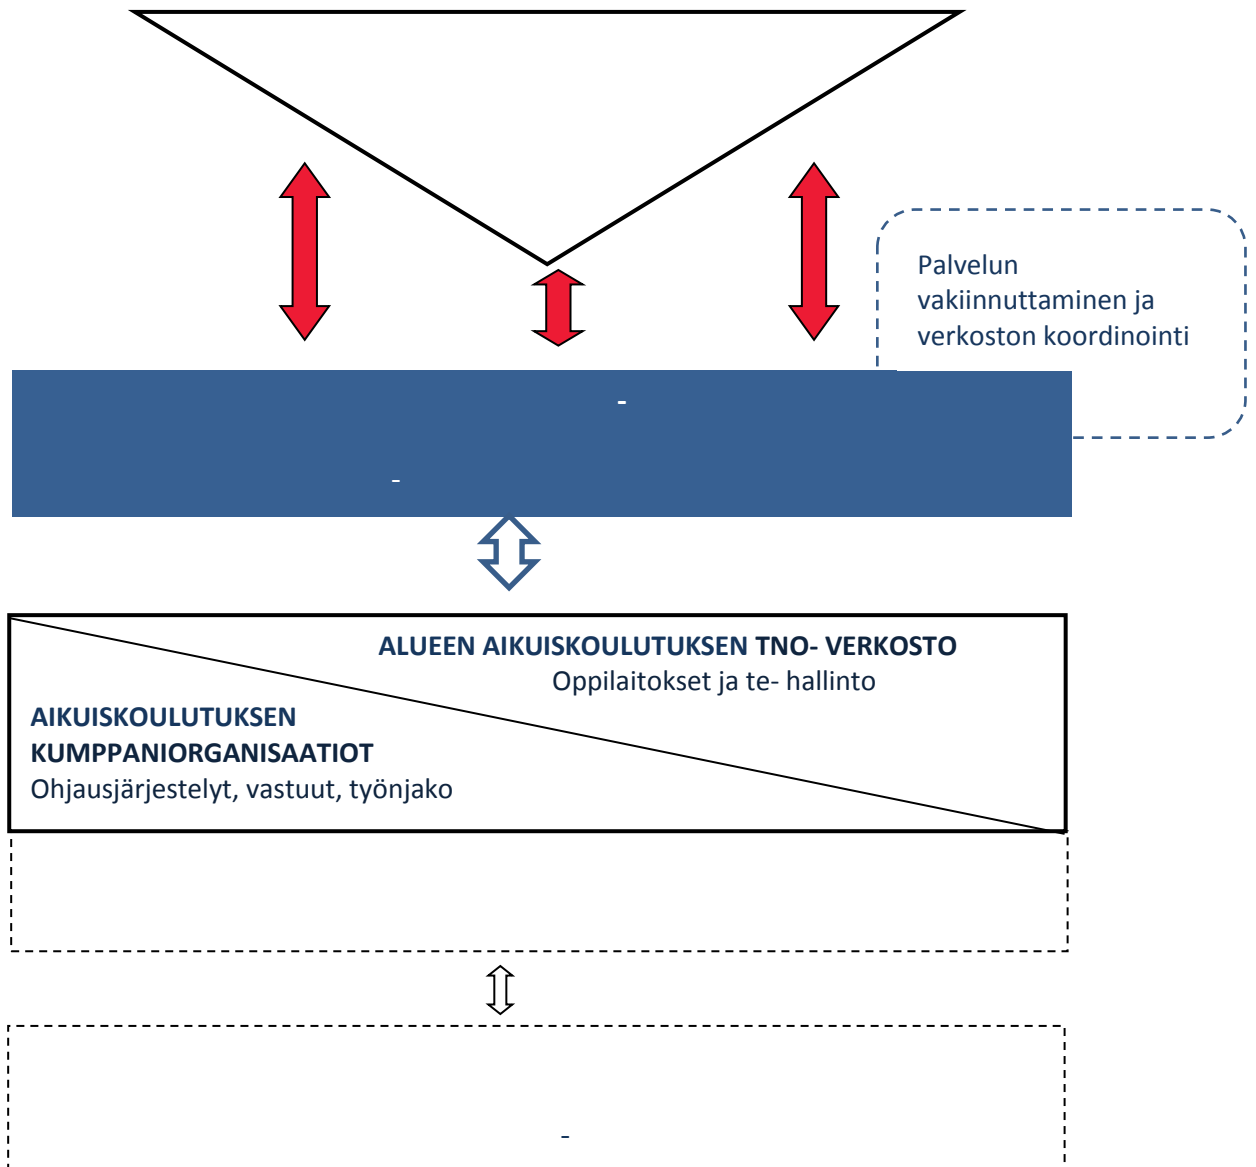 Palvelun
vakiinnuttaminen ja
verkoston koordinointi
-
-
ALUEEN AIKUISKOULUTUKSEN TNO- VERKOSTO
Oppilaitokset ja te- hallinto
AIKUISKOULUTUKSEN
KUMPPANIORGANISAATIOT
Ohjausjärjestelyt, vastuut, työnjako
-